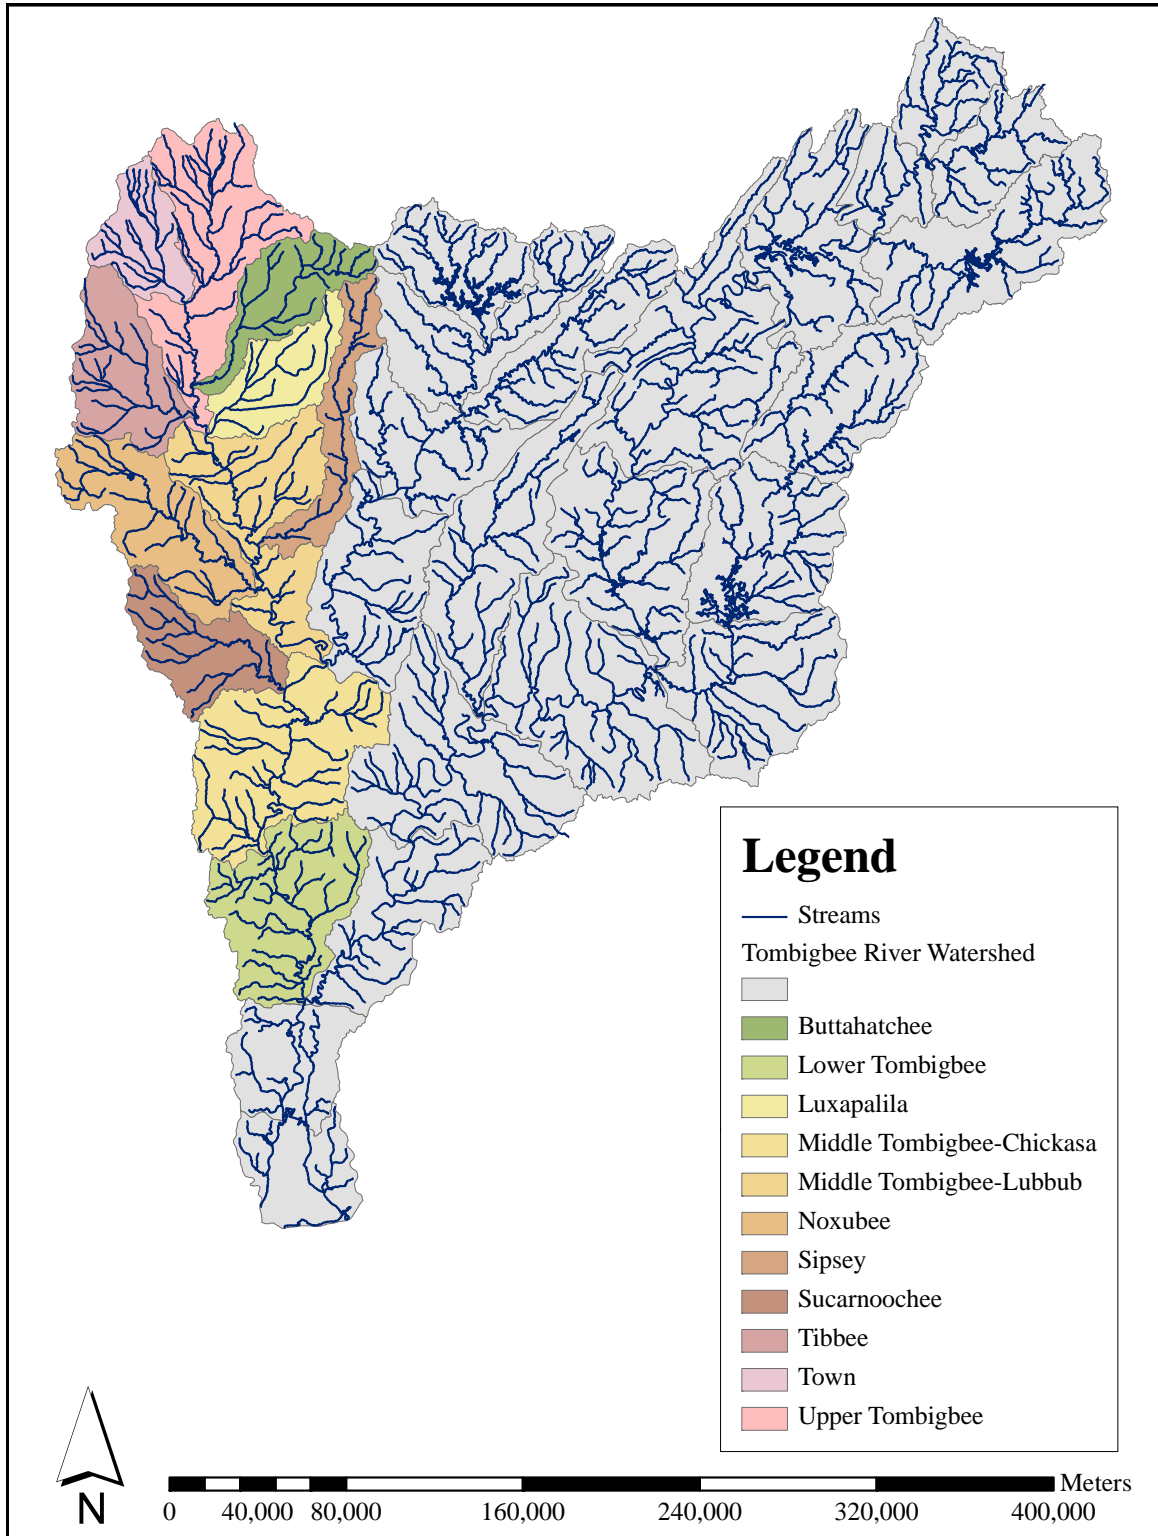 Legend
Streams
Tombigbee River Watershed
Buttahatchee
Lower Tombigbee
Luxapalila
Middle Tombigbee-Chickasa
Middle Tombigbee-Lubbub
Noxubee
Sipsey
Sucarnoochee
Tibbee
Town
Upper Tombigbee
N
Meters
0 40,000 80,000 160,000 240,000 320,000 400,000